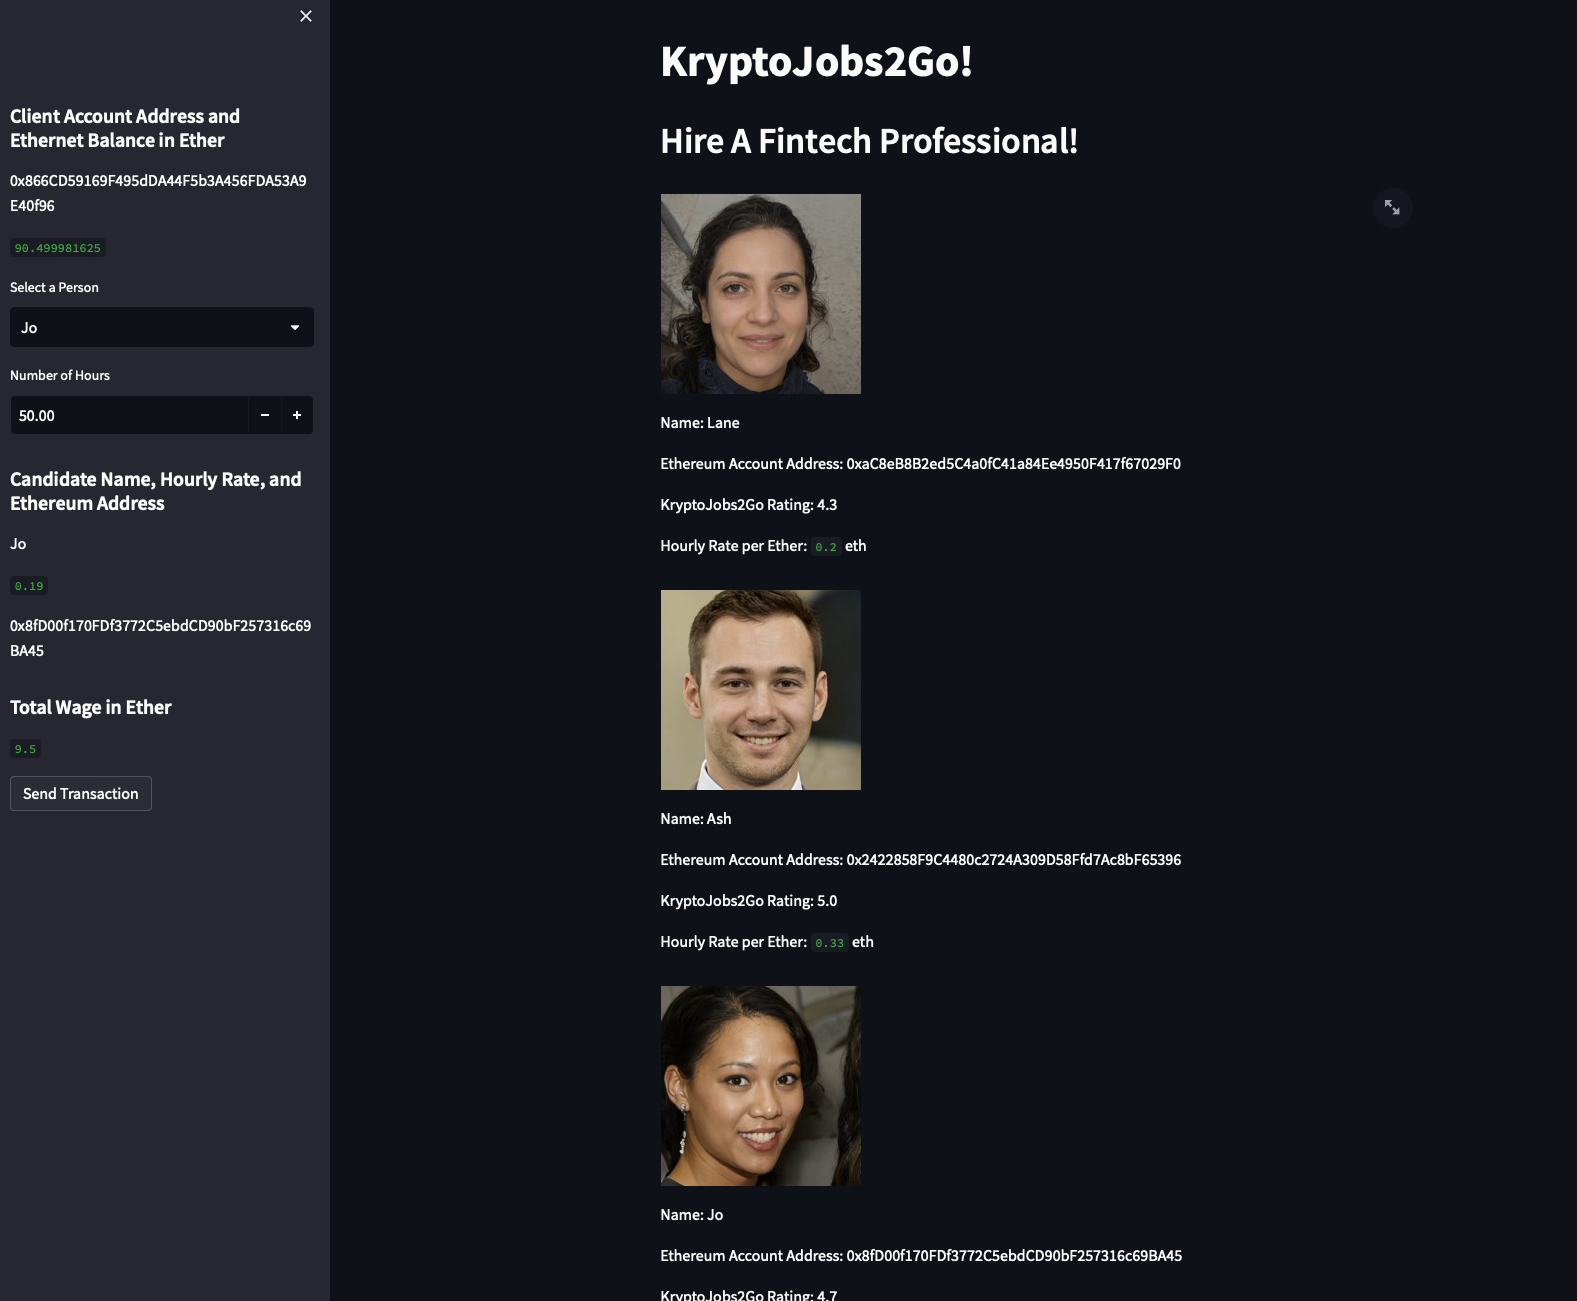 Client Account Address and
Ethernet Balance in Ether
0x866CD59169F495dDA44F5b3A456FDA53A9
E40f96
90.499981625
Select a Person
Jo
Number of Hours
50.00
Candidate Name, Hourly Rate, and
Ethereum Address
Jo
0.19
0x8fD00f170FDf3772C5ebdCD90bF257316c69
BA45
Total Wage in Ether
9.5
Send Transaction
KryptoJobs2Go!
Hire A Fintech Professional!
Name: Lane
Ethereum Account Address: 0xaC8eB8B2ed5C4a0fC41a84Ee4950F417f67029F0
KryptoJobs2Go Rating: 4.3
Hourly Rate per Ether: 0.2 eth
Name: Ash
Ethereum Account Address: 0x2422858F9C4480c2724A309D58Ffd7Ac8bF65396
KryptoJobs2Go Rating: 5.0
Hourly Rate per Ether: 0.33 eth
Name: Jo
Ethereum Account Address: 0x8fD00f170FDf3772C5ebdCD90bF257316c69BA45
KryptoJobs2Go Rating: 4.7